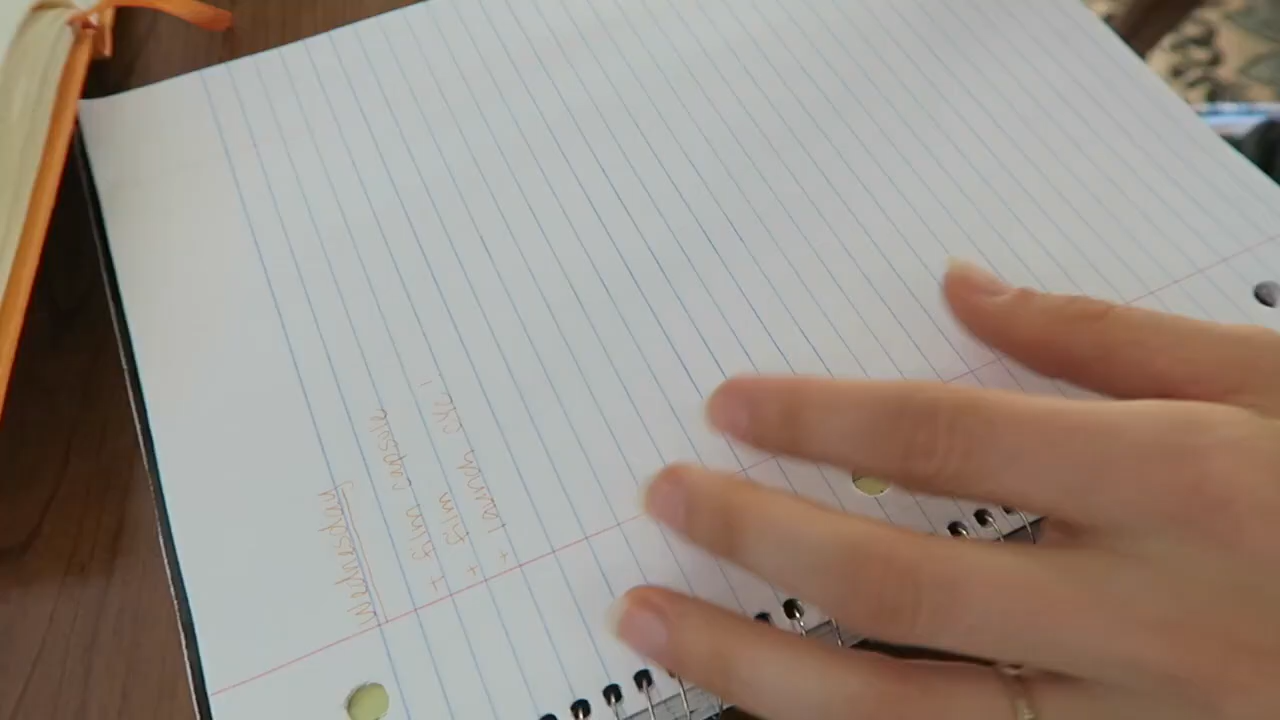 Wednesday
+ film capsule
+ film
+ launch